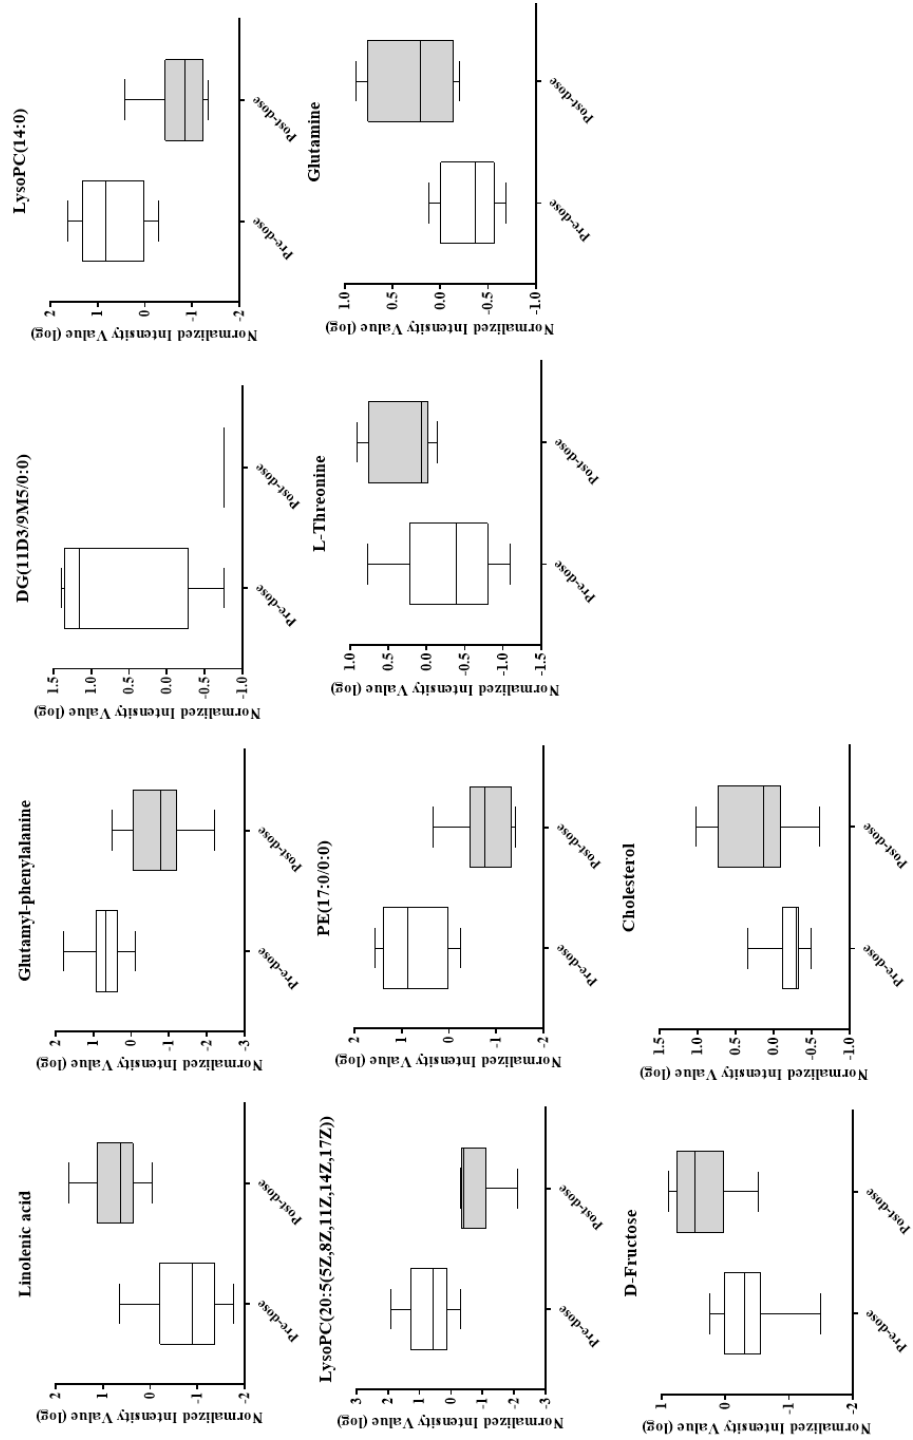 Linolenic acid
Normalized Intensity Value (log)
2
1
0
-1
-2
Pre-dose
Post-dose
Glutamyl-phenylalanine
Normalized Intensity Value (log)
2
1
0
-1
-2
-3
Pre-dose
Post-dose
DG(11D3/9M5/0:0)
Normalized Intensity Value (log)
1.5
1.0
0.5
0.0
-0.5
-1.0
Pre-dose
Post-dose
LysoPC(14:0)
Normalized Intensity Value (log)
2
1
0
-1
-2
Pre-dose
Post-dose
LysoPC(20:5(5Z,8Z,11Z,14Z,17Z))
Normalized Intensity Value (log)
3
2
1
0
-1
-2
-3
Pre-dose
Post-dose
PE(17:0/0:0)
Normalized Intensity Value (log)
2
1
0
-1
-2
Pre-dose
Post-dose
L-Threonine
Normalized Intensity Value (log)
1.0
0.5
0.0
-0.5
-1.0
-1.5
Pre-dose
Post-dose
Glutamine
Normalized Intensity Value (log)
1.0
0.5
0.0
-0.5
-1.0
Pre-dose
Post-dose
D-Fructose
Normalized Intensity Value (log)
1
0
-1
-2
Pre-dose
Post-dose
Cholesterol
Normalized Intensity Value (log)
1.5
1.0
0.5
0.0
-0.5
-1.0
Pre-dose
Post-dose